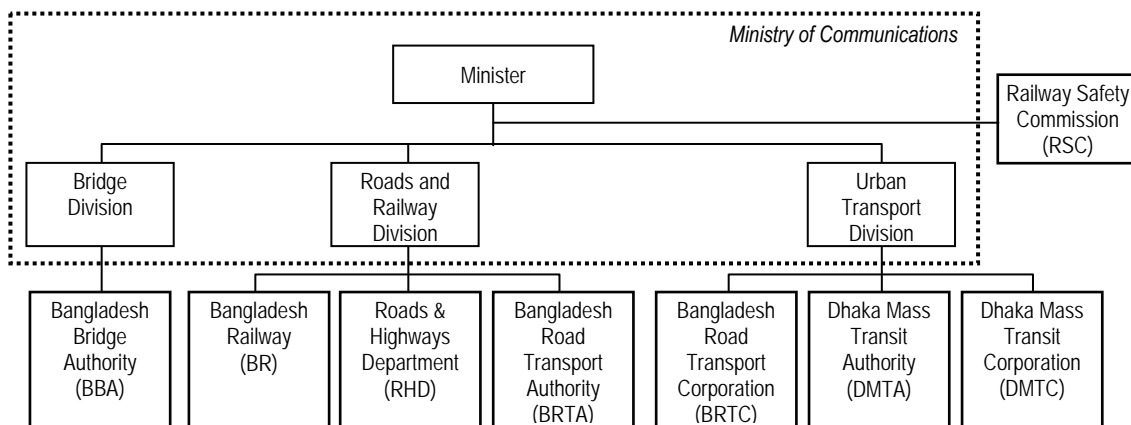 Ministry of Communications
Minister
Railway Safety
Commission
(RSC)
Bridge
Division
Roads and
Railway
Division
Urban
Transport
Division
Bangladesh
Bridge
Authority
(BBA)
Bangladesh
Railway
(BR)
Roads &
Highways
Department
(RHD)
Bangladesh
Road
Transport
Authority
(BRTA)
Bangladesh
Road
Transport
Corporation
(BRTC)
Dhaka Mass
Transit
Authority
(DMTA)
Dhaka Mass
Transit
Corporation
(DMTC)